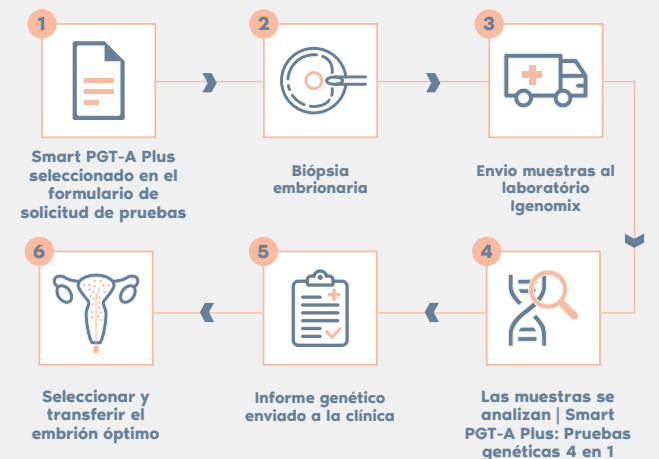 1
Smart PGT-A Plus
seleccionado en el
formulario de
solicitud de pruebas
2
Biópsia
embrionaria
3
Envio muestras al
laboratório
Igenomix
4
Las muestras se
analizan | Smart
PGT-A Plus: Pruebas
genéticas 4 en 1
5
Informe genético
enviado a la clínica
6
Seleccionar y
transferir el
embrión óptimo